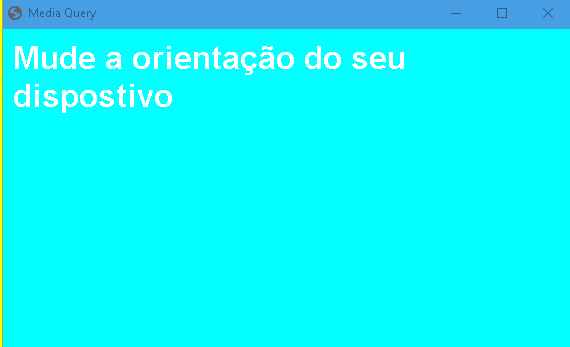 Media Query
Mude a orientação do seu
dispostivo